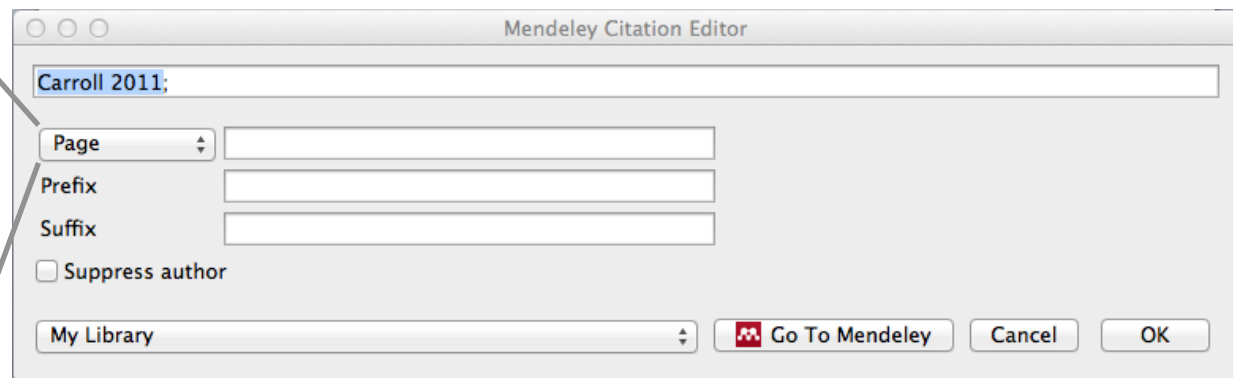 Mendeley Citation Editor
Carroll 2011;
Page
Prefix
Suffix
Suppress author
My Library Go To Mendeley Cancel OK